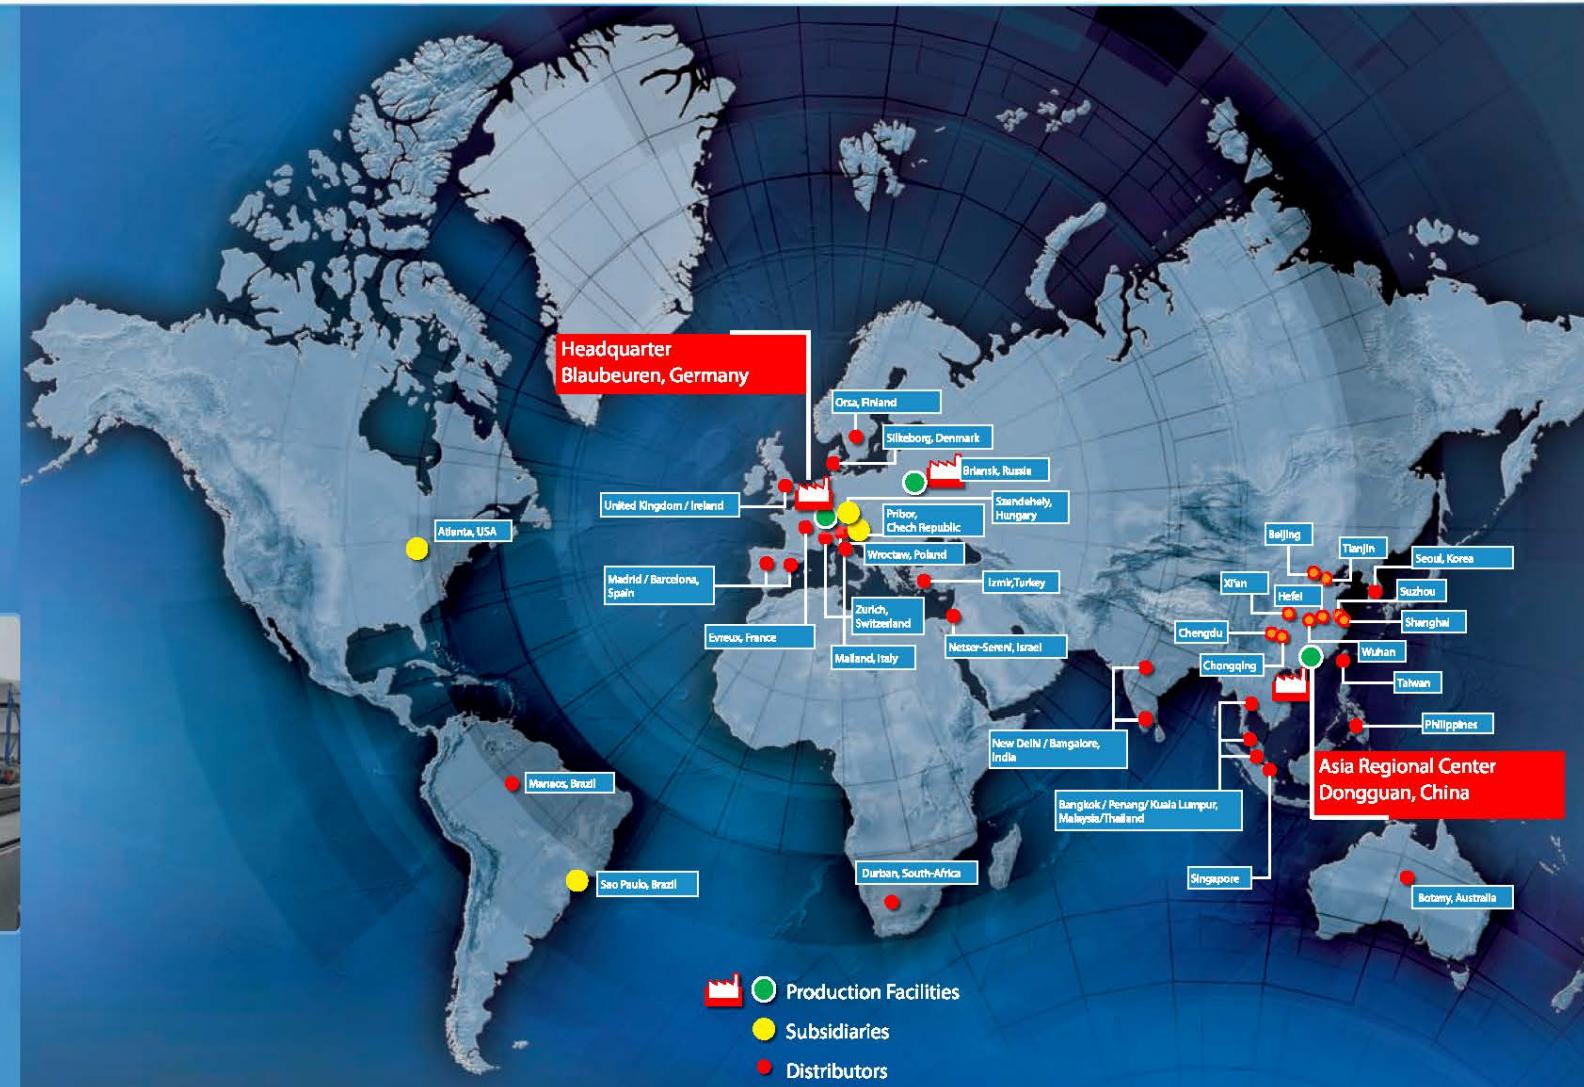 Headquarter
Blaubeuren, Germany
Orsa, Finland
Silkeborg, Denmark
Briansk, Russia
United Kingdom / Ireland
Szendehely,
Hungary
Pribor,
Chech Republic
Atlanta, USA
Wroctaw, Poland
Madrid / Barcelona,
Spain
Izmir,Turkey
Zurich,
Switzerland
Evreux, France
Mailand, Italy
Netser-Sereni, Israel
Beijing
Tianjin
Seoul, Korea
Xi'an
Hefei
Suzhou
Chengdu
Shanghai
Chongqing
Wuhan
Taiwan
Philippines
New Delhi / Bangalore,
India
Asia Regional Center
Dongguan, China
Bangkok / Penang/ Kuala Lumpur,
Malaysia/Thailand
Manaos, Brazil
Sao Paulo, Brazil
Durban, South-Africa
Singapore
Botany, Australia
Production Facilities
Subsidiaries
Distributors